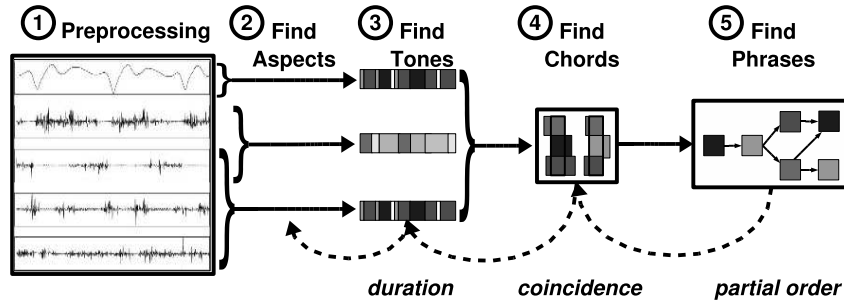 1 Preprocessing
2 Find
Aspects
3 Find
Tones
4 Find
Chords
5 Find
Phrases
duration
coincidence
partial order